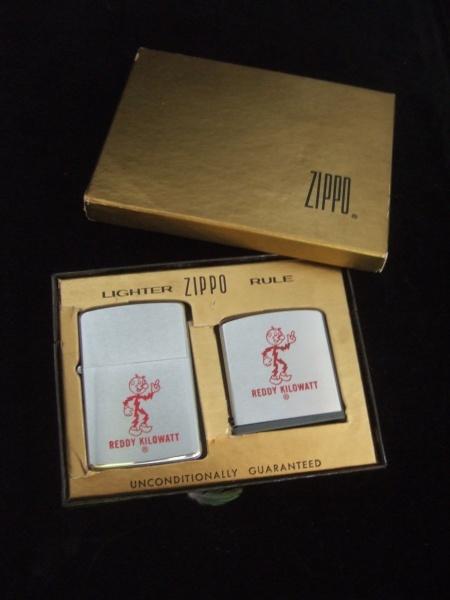 ZIPPO®
LIGHTER ZIPPO RULE
REDDY KILOWATT
®
REDDY KILOWATT
®
UNCONDITIONALLY GUARANTEED